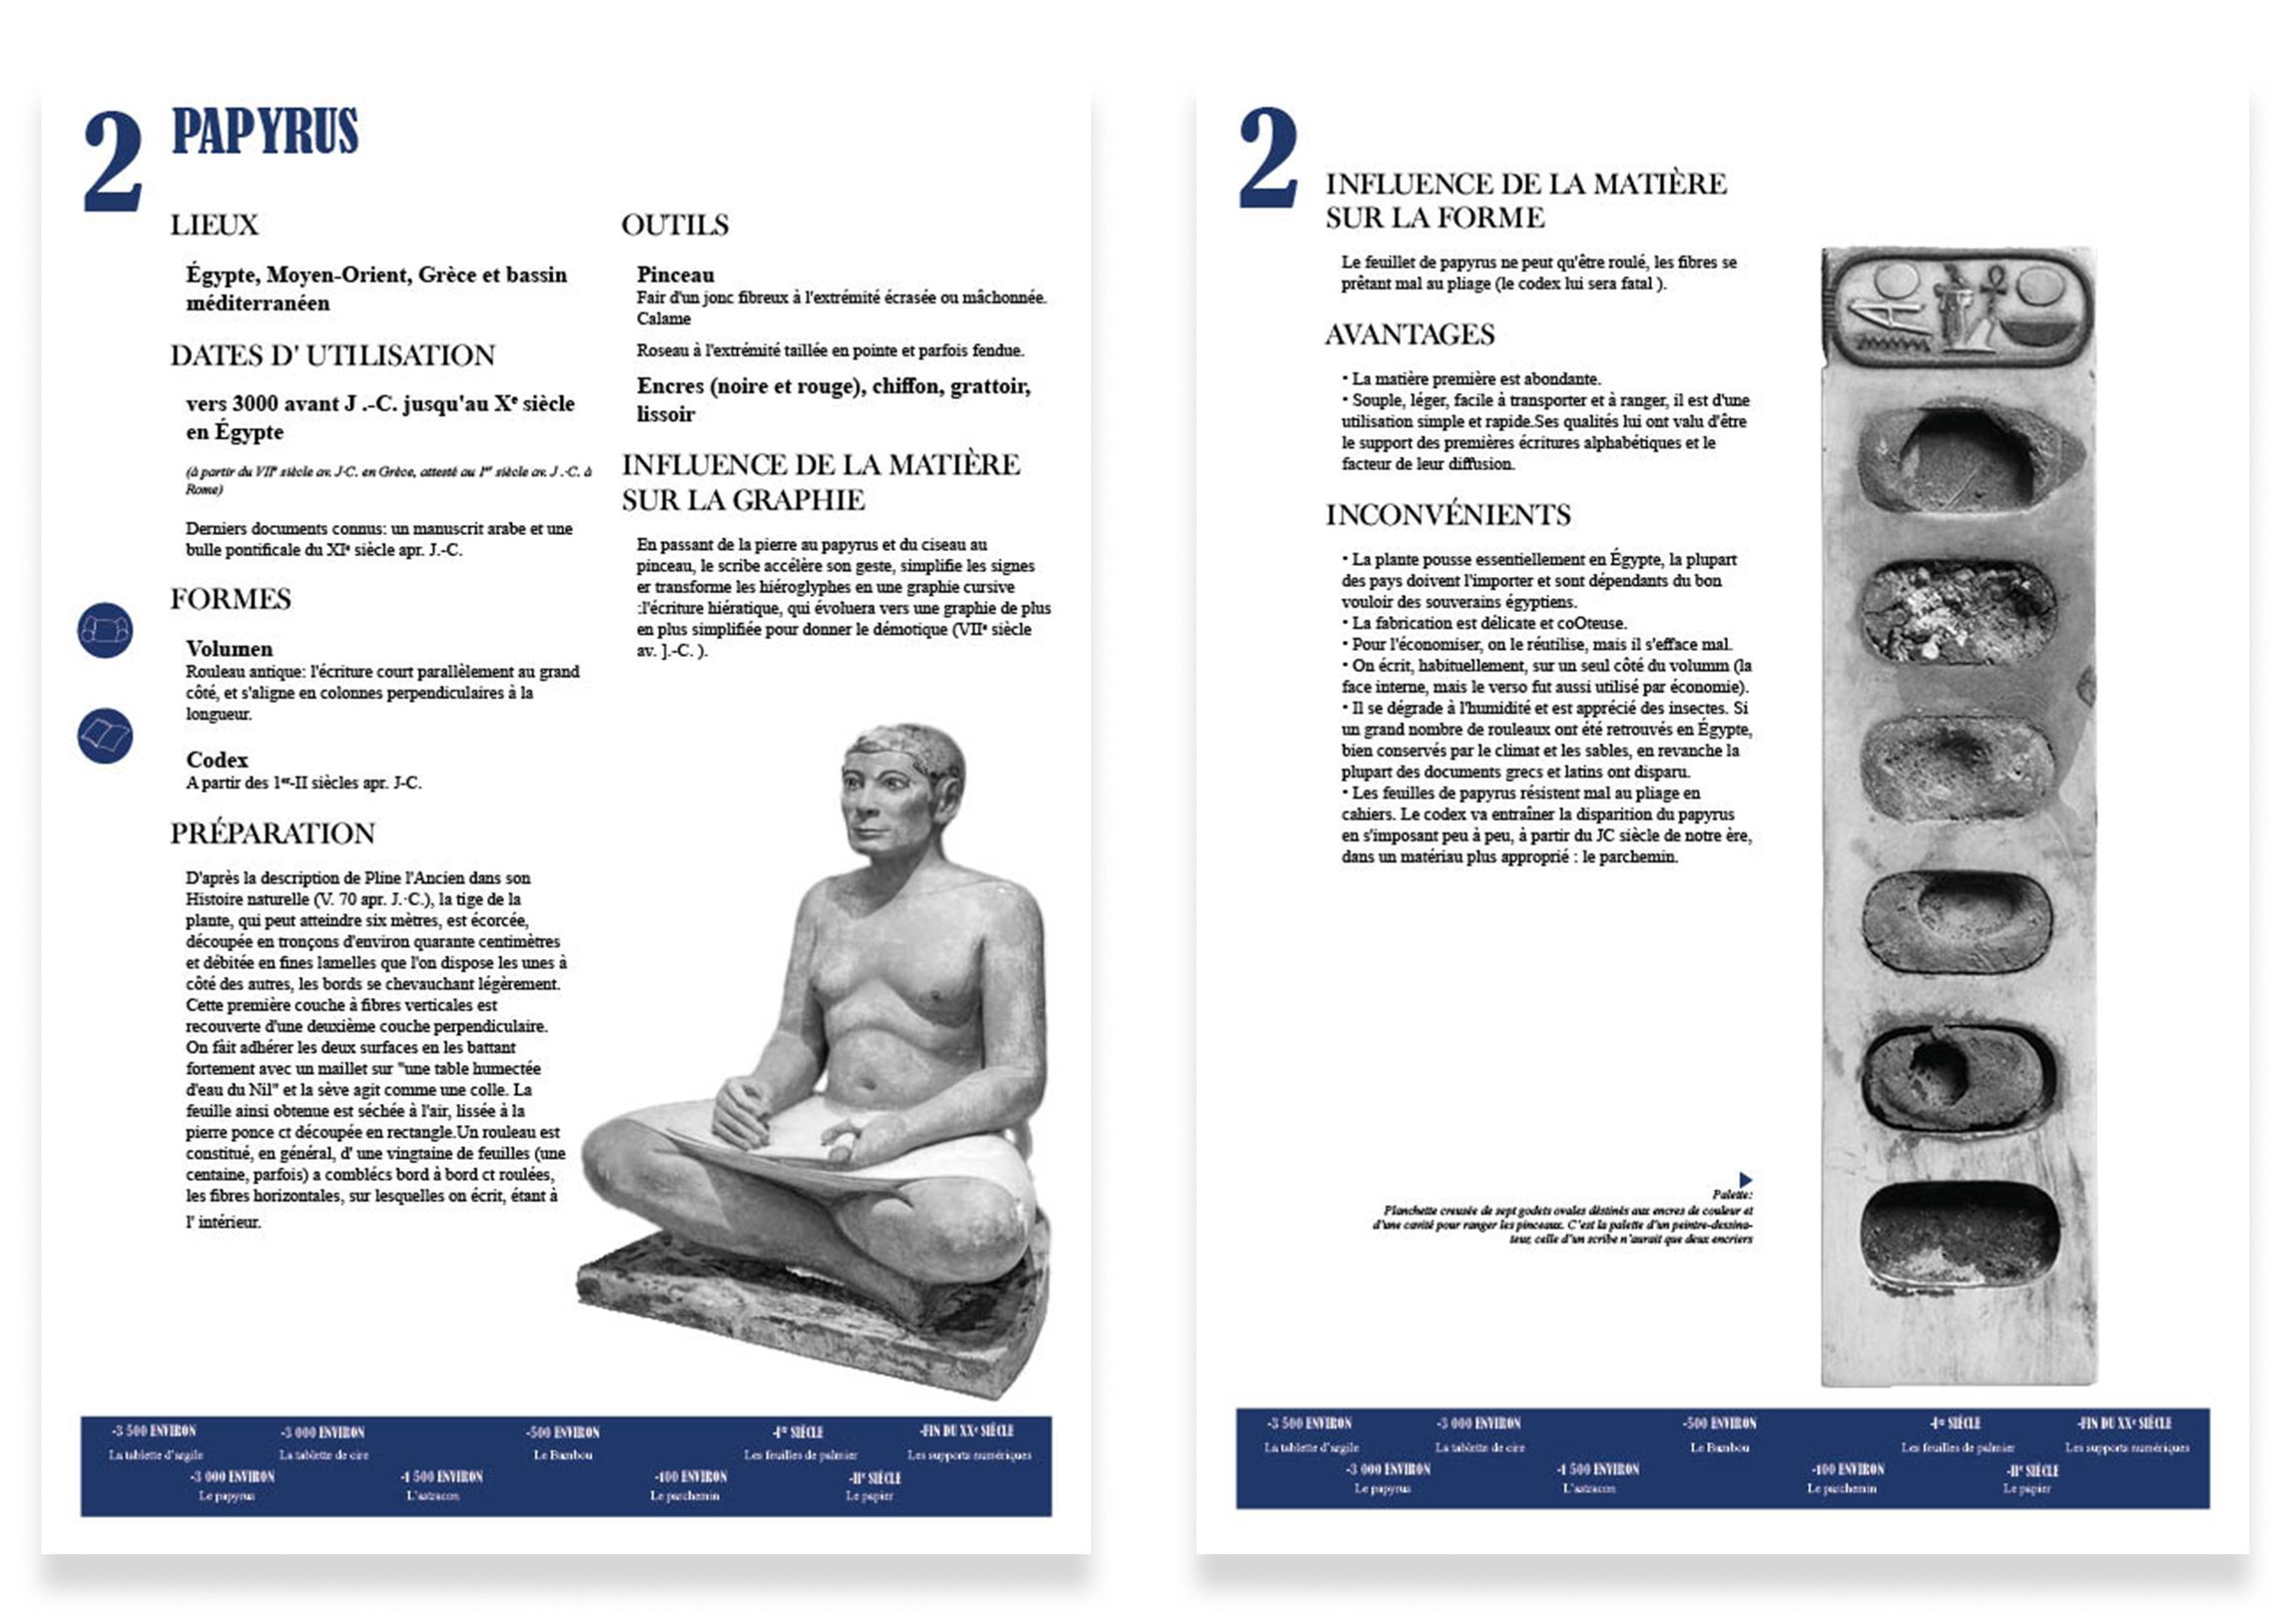 2
PAPYRUS
LIEUX
Égypte, Moyen-Orient, Grèce et bassin
méditerranéen
DATES D' UTILISATION
vers 3000 avant J .-C. jusqu'au Xe siècle
en Égypte
(à partir du VIIe siècle av. J-C. en Grèce, attesté au Ier siècle av. J .-C. à
Rome)
Derniers documents connus: un manuscrit arabe et une
bulle pontificale du XIe siècle apr. J.-C.
FORMES
Volumen
Rouleau antique: l'écriture court parallèlement au grand
côté, et s'aligne en colonnes perpendiculaires à la
longueur.
Codex
A partir des 1er-II siècles apr. J-C.
PRÉPARATION
D'après la description de Pline l'Ancien dans son
Histoire naturelle (V. 70 apr. J.-C.), la tige de la
plante, qui peut atteindre six mètres, est écorcée,
découpée en tronçons d'environ quarante centimètres
et débitée en fines lamelles que l'on dispose les unes à
côté des autres, les bords se chevauchant légèrement.
Cette première couche à fibres verticales est
recouverte d'une deuxième couche perpendiculaire.
On fait adhérer les deux surfaces en les battant
fortement avec un maillet sur "une table humectée
d'eau du Nil" et la sève agit comme une colle. La
feuille ainsi obtenue est séchée à l'air, lissée à la
pierre ponce ct découpée en rectangle.Un rouleau est
constitué, en général, d' une vingtaine de feuilles (une
centaine, parfois) a comblécs bord à bord ct roulées,
les fibres horizontales, sur lesquelles on écrit, étant à
l' intérieur.
OUTILS
Pinceau
Fair d'un jonc fibreux à l'extrémité écrasée ou mâchonnée.
Calame
Roseau à l'extrémité taillée en pointe et parfois fendue.
Encres (noire et rouge), chiffon, grattoir,
lissoir
INFLUENCE DE LA MATIÈRE
SUR LA GRAPHIE
En passant de la pierre au papyrus et du ciseau au
pinceau, le scribe accélère son geste, simplifie les signes
er transforme les hiéroglyphes en une graphie cursive
:l'écriture hiératique, qui évoluera vers une graphie de plus
en plus simplifiée pour donner le démotique (VIIe siècle
av. ].-C. ).
-3 500 ENVIRON
La tablette d'argile
-3 000 ENVIRON
La tablette de cire
-500 ENVIRON
Le Bambou
-Ier SIÈCLE
Les feuilles de palmier
-FIN DU XXe SIÈCLE
Les supports numériques
-3 000 ENVIRON
Le papyrus
-1 500 ENVIRON
L'astracon
-100 ENVIRON
Le parchemin
-IIe SIÈCLE
Le papier
2
INFLUENCE DE LA MATIÈRE
SUR LA FORME
Le feuillet de papyrus ne peut qu'être roulé, les fibres se
prêtant mal au pliage (le codex lui sera fatal ).
AVANTAGES
• La matière première est abondante.
• Souple, léger, facile à transporter et à ranger, il est d'une
utilisation simple et rapide.Ses qualités lui ont valu d'être
le support des premières écritures alphabétiques et le
facteur de leur diffusion.
INCONVÉNIENTS
• La plante pousse essentiellement en Égypte, la plupart
des pays doivent l'importer et sont dépendants du bon
vouloir des souverains égyptiens.
• La fabrication est délicate et coOteuse.
• Pour l'économiser, on le réutilise, mais il s'efface mal.
• On écrit, habituellement, sur un seul côté du volumm (la
face interne, mais le verso fut aussi utilisé par économie).
• Il se dégrade à l'humidité et est apprécié des insectes. Si
un grand nombre de rouleaux ont été retrouvés en Égypte,
bien conservés par le climat et les sables, en revanche la
plupart des documents grecs et latins ont disparu.
• Les feuilles de papyrus résistent mal au pliage en
cahiers. Le codex va entraîner la disparition du papyrus
en s'imposant peu à peu, à partir du JC siècle de notre ère,
dans un matériau plus approprié : le parchemin.
Palette:
Planchette creusée de sept godets ovales déstinés aux encres de couleur et
d'une cavité pour ranger les pinceaux. C'est la palette d'un peintre-dessina-
teur, celle d'un scribe n'aurait que deux encriers
-3 500 ENVIRON
La tablette d'argile
-3 000 ENVIRON
La tablette de cire
-500 ENVIRON
Le Bambou
-Ier SIÈCLE
Les feuilles de palmier
-FIN DU XXe SIÈCLE
Les supports numériques
-3 000 ENVIRON
Le papyrus
-1 500 ENVIRON
L'astracon
-100 ENVIRON
Le parchemin
-IIe SIÈCLE
Le papier